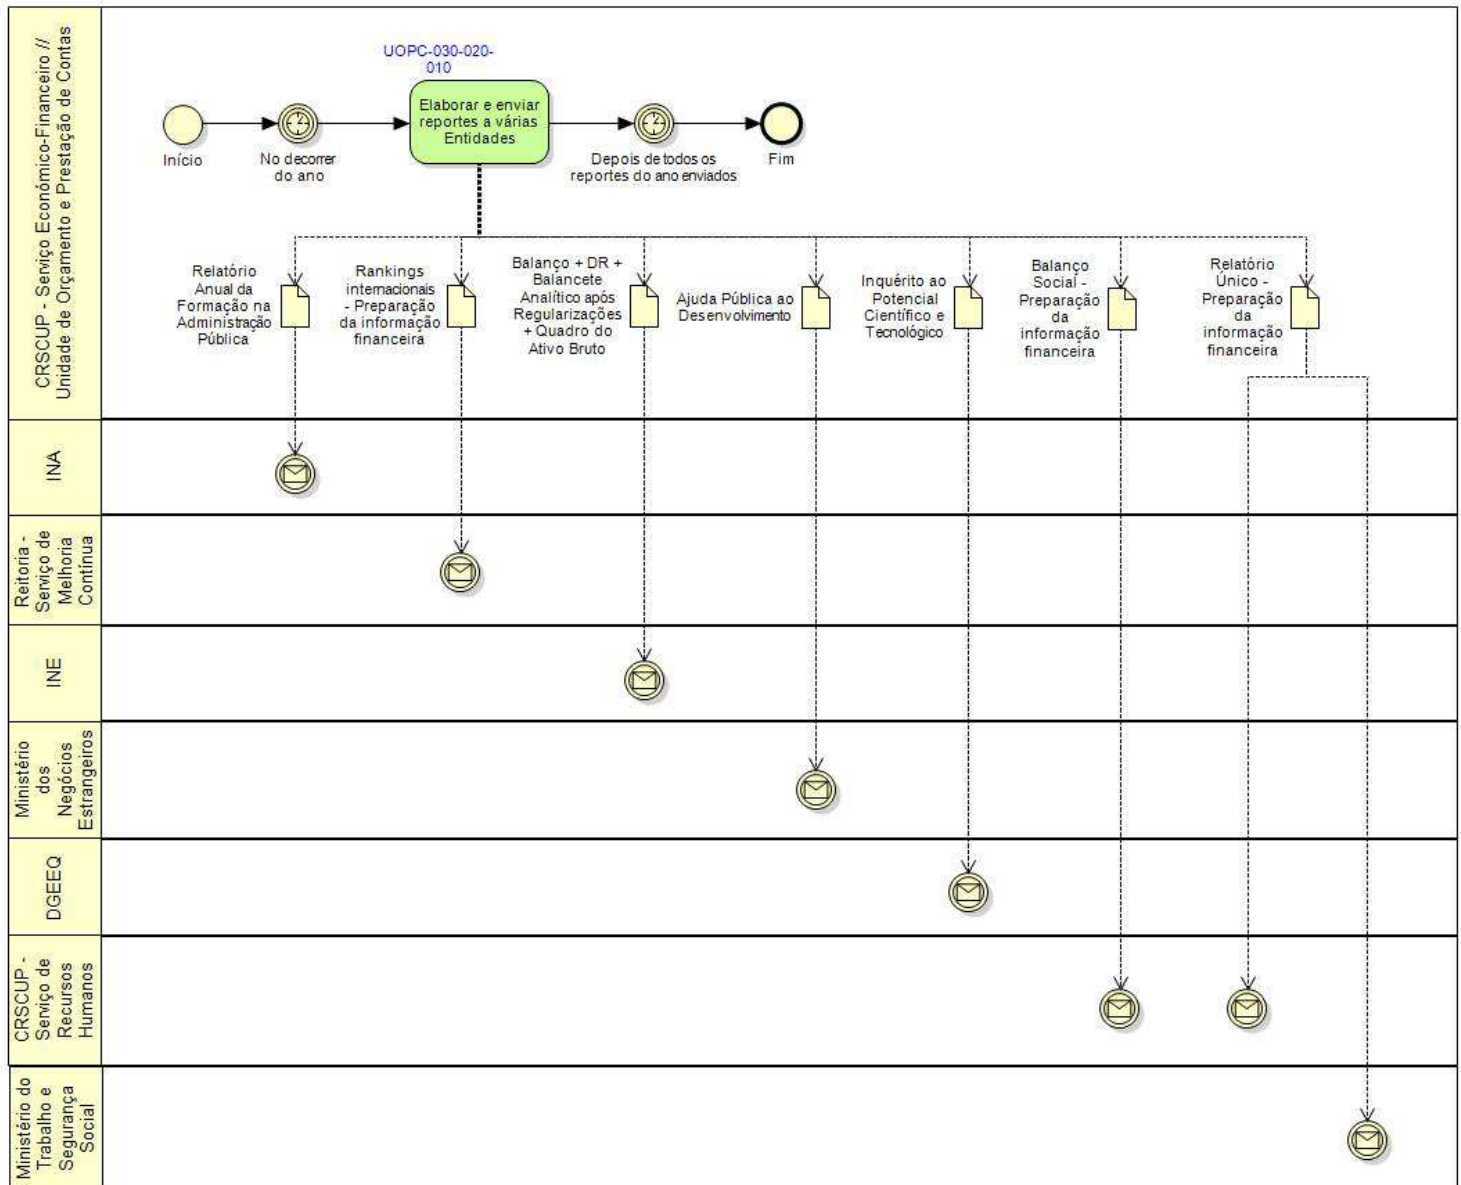 CRSCUP - Serviço Económico-Financeiro //
Unidade de Orçamento e Prestação de Contas
UOPC-030-020-
010
Início
No decorrer
do ano
Elaborar e enviar
reportes a várias
Entidades
Depois de todos os
reportes do ano enviados
Fim
Relatório
Anual da
Formação na
Administração
Pública
Rankings
internacionais
- Preparação
da informação
financeira
Balanço + DR +
Balancete
Analítico após
Regularizações
+ Quadro do
Ativo Bruto
Ajuda Pública ao
Desenvolvimento
Inquérito ao
Potencial
Científico e
Tecnológico
Balanço
Social -
Preparação
da
informação
financeira
Relatório
Único -
Preparação
da
informação
financeira
INA
Reitoria -
Serviço de
Melhoria
Contínua
INE
Ministério
dos
Negócios
Estrangeiros
DGEEQ
CRSCUP -
Serviço de
Recursos
Humanos
Ministério do
Trabalho e
Segurança
Social